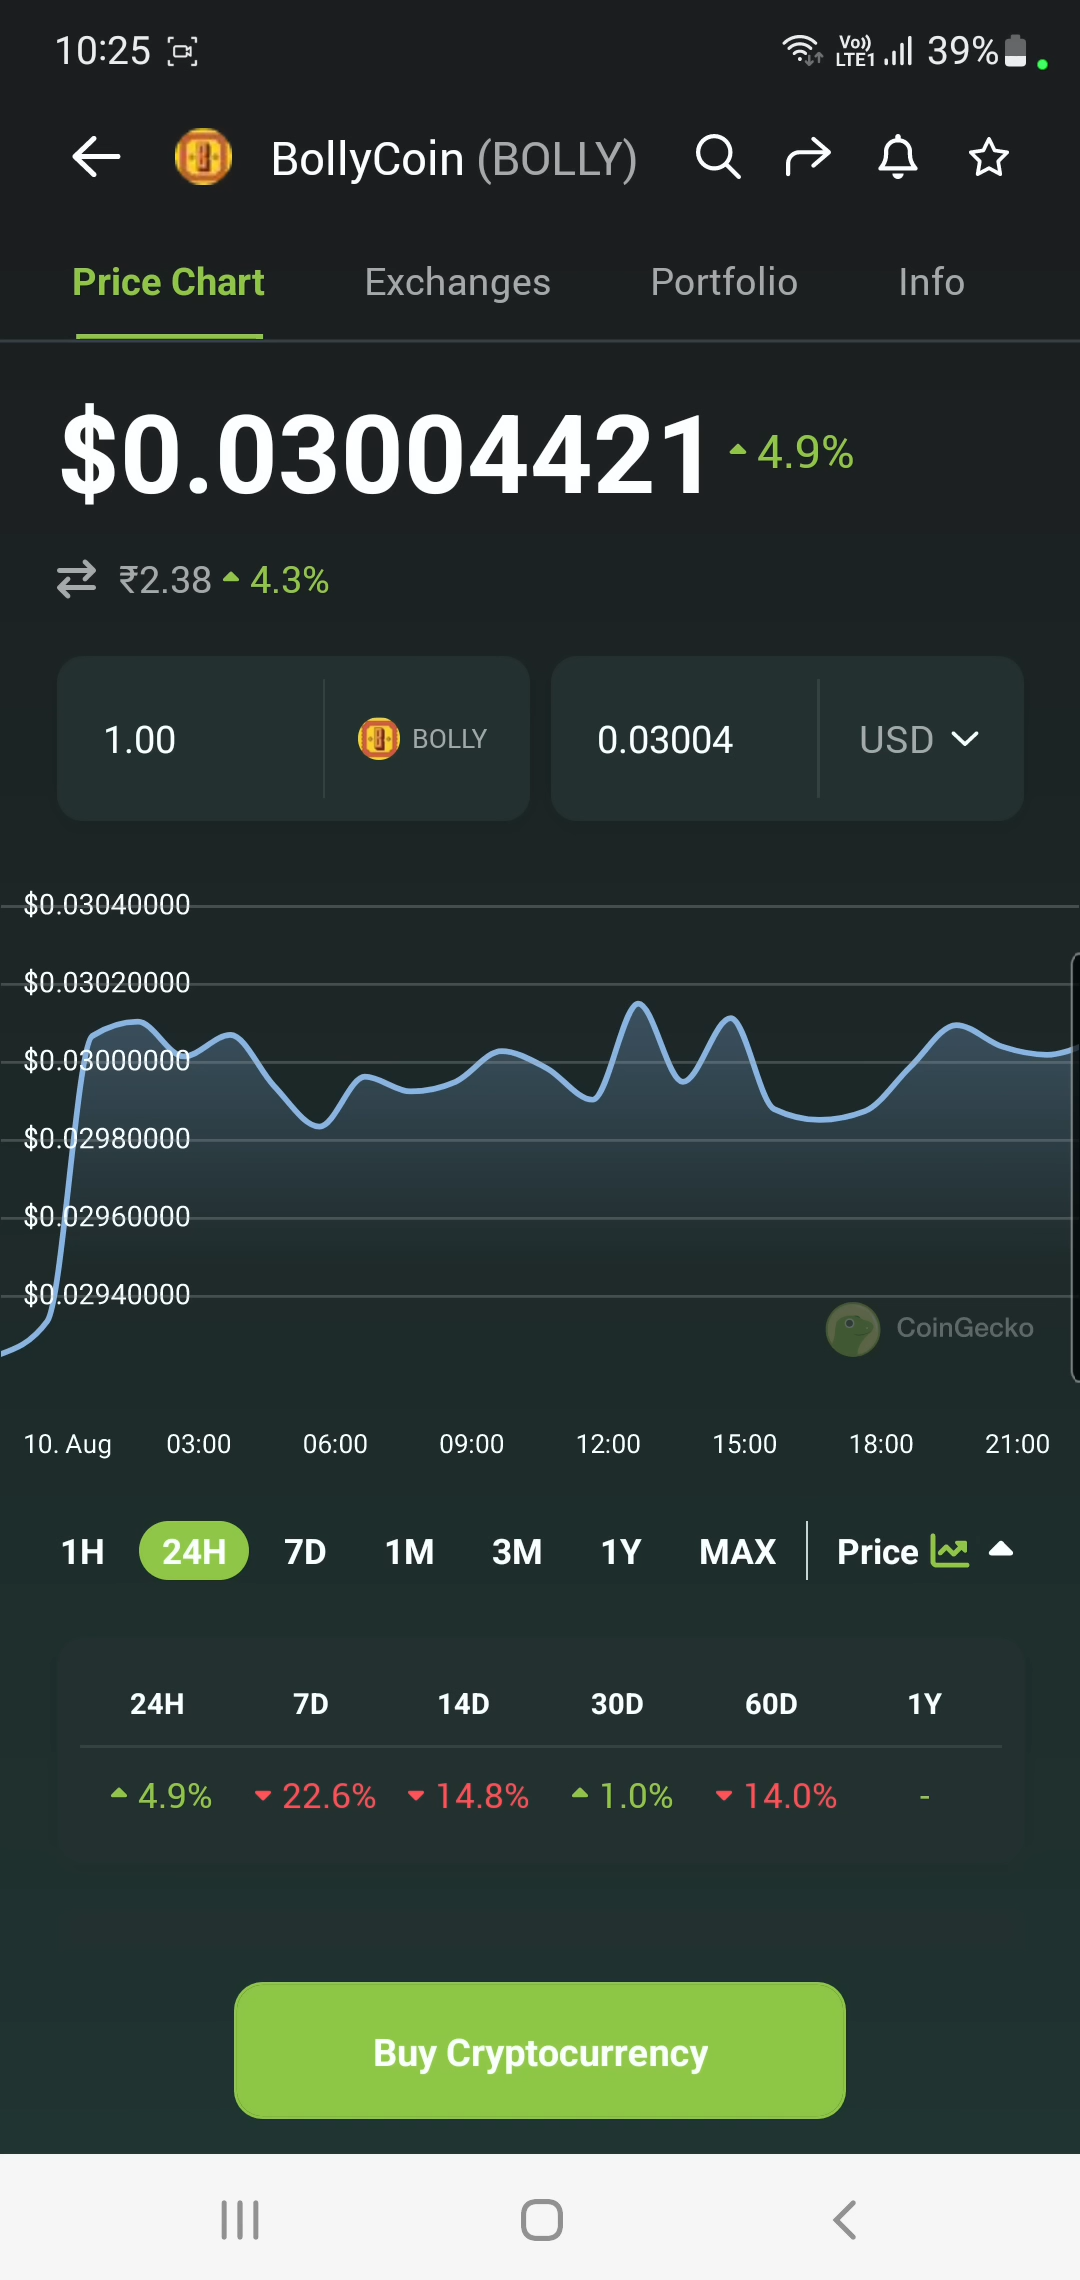 10:25 Vo)) LTE1 39%
BollyCoin (BOLLY)
Price Chart Exchanges Portfolio Info
$0.03004421 4.9%
₹2.38 4.3%
1.00 BOLLY 0.03004 USD
$0.03040000
$0.03020000
$0.03000000
$0.02980000
$0.02960000
$0.02940000
CoinGecko
10. Aug 03:00 06:00 09:00 12:00 15:00 18:00 21:00
1H 24H 7D 1M 3M 1Y MAX Price
24H 7D 14D 30D 60D 1Y
4.9% 22.6% 14.8% 1.0% 14.0% -
Buy Cryptocurrency